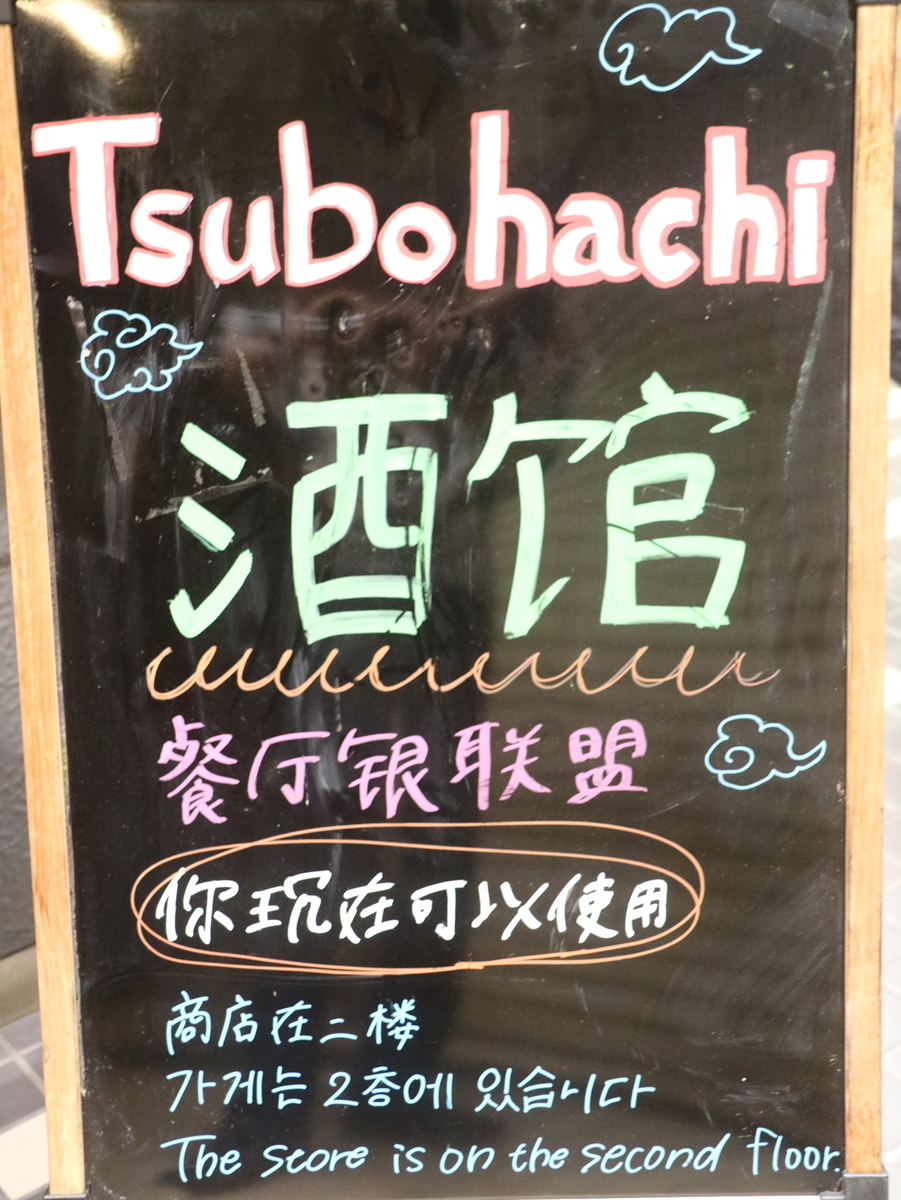 Tsubohachi
酒馆
餐厅银联盟
你现在可以使用
商店在二楼
가게는 2층에 있습니다
The store is on the second floor.